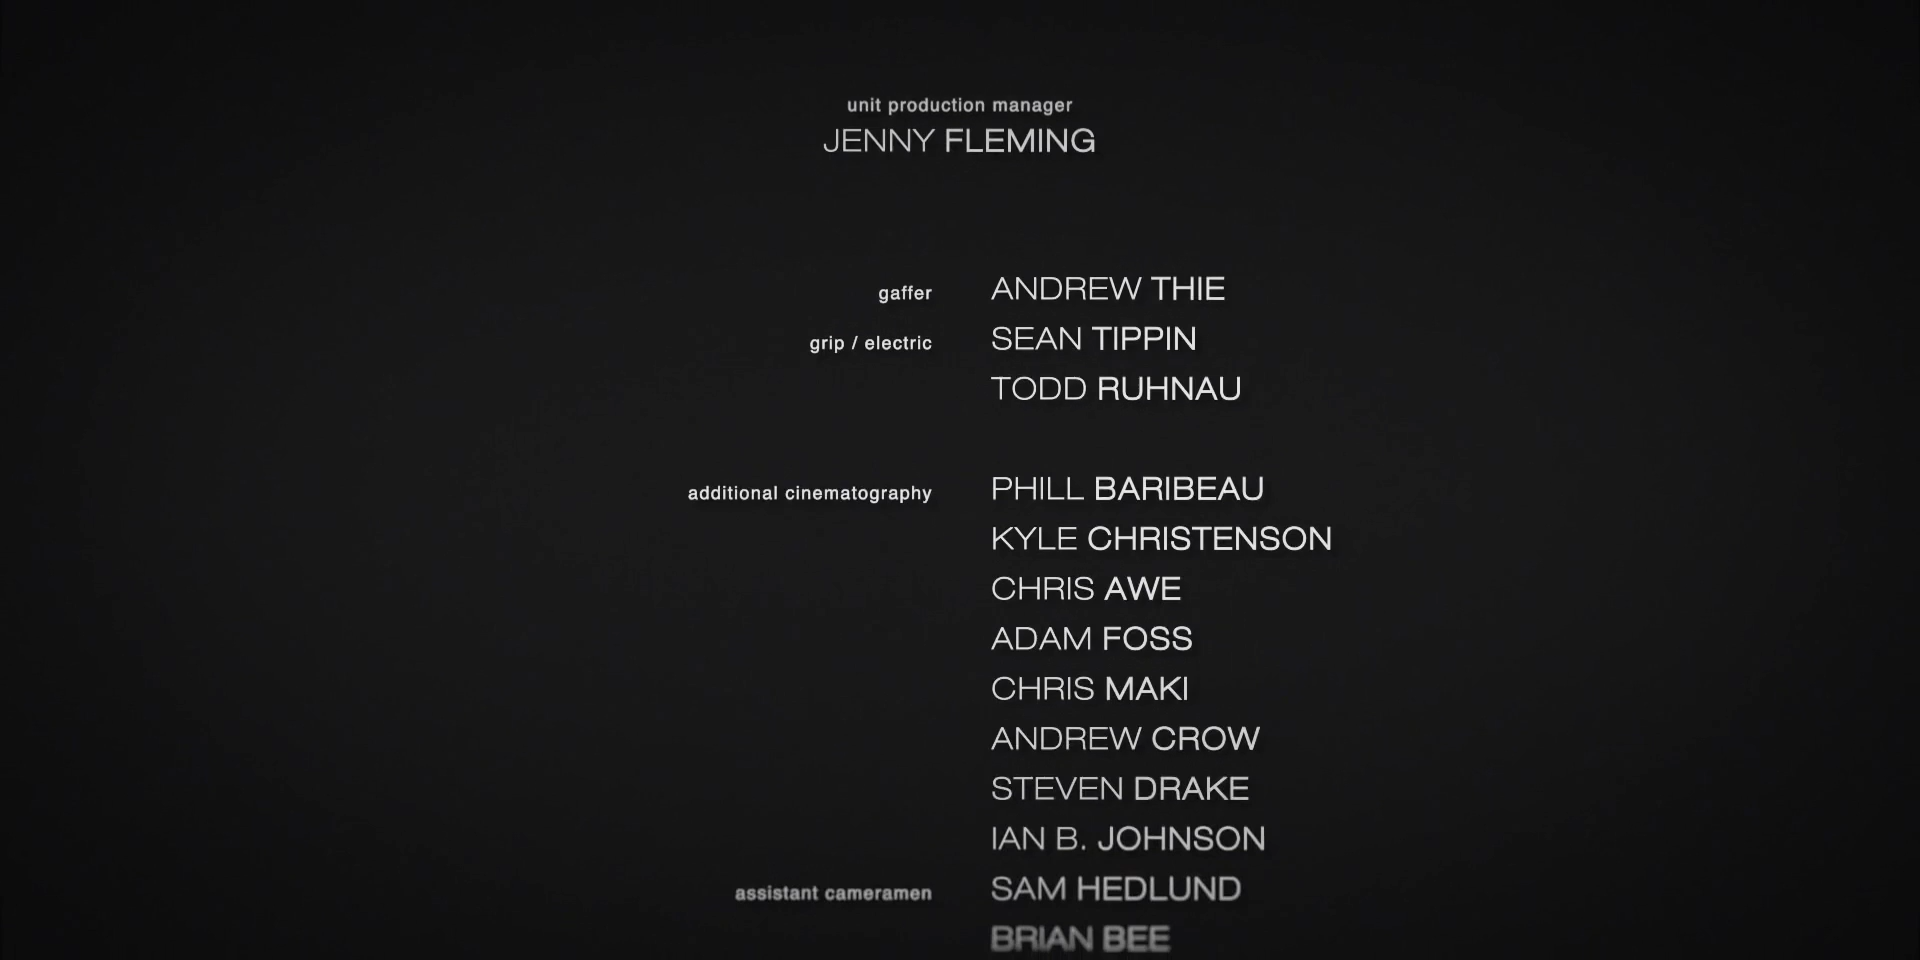 unit production manager
JENNY FLEMING
gaffer ANDREW THIE
grip / electric SEAN TIPPIN
TODD RUHNAU
additional cinematography PHILL BARIBEAU
KYLE CHRISTENSON
CHRIS AWE
ADAM FOSS
CHRIS MAKI
ANDREW CROW
STEVEN DRAKE
IAN B. JOHNSON
assistant cameramen SAM HEDLUND
BRIAN BEE